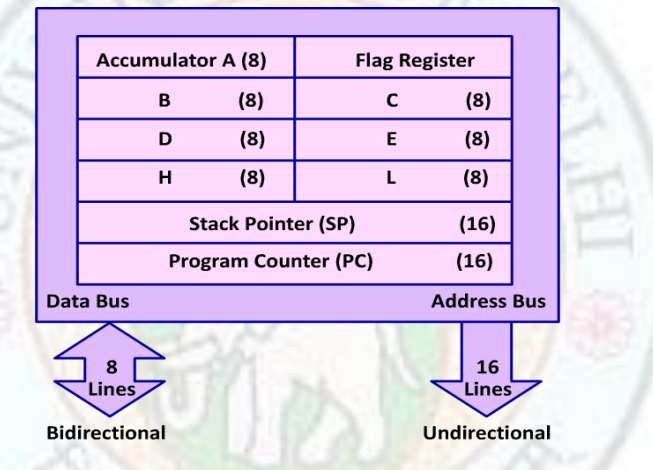 Accumulator A (8) Flag Register
B (8) C (8)
D (8) E (8)
H (8) L (8)
Stack Pointer (SP) (16)
Program Counter (PC) (16)
Data Bus Address Bus
8 16
Lines Lines
Bidirectional Undirectional